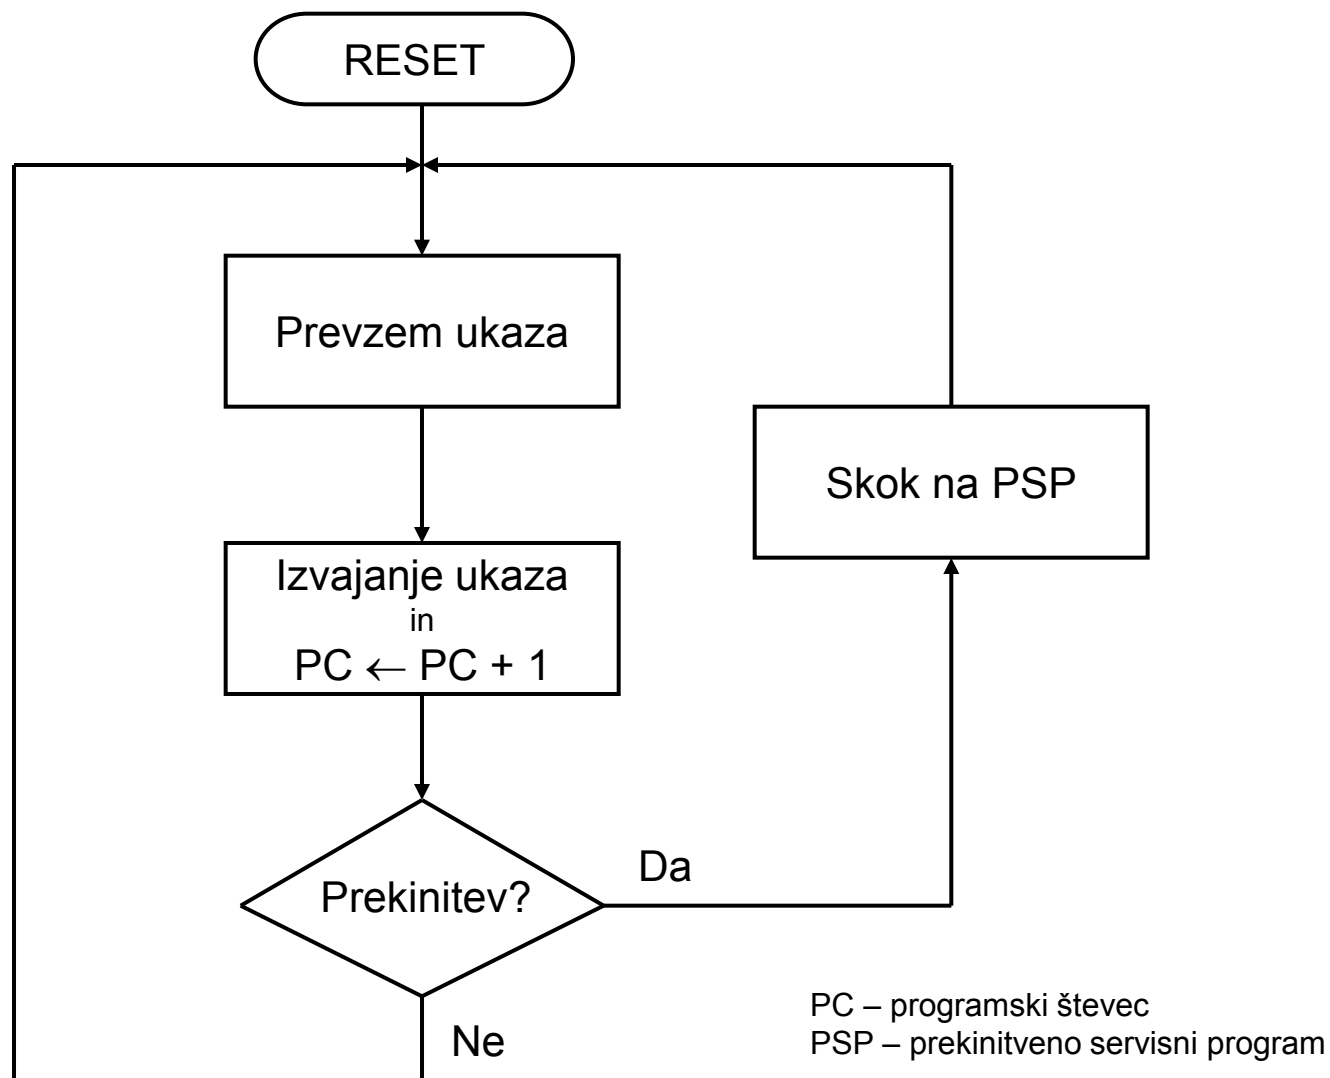 RESET
Prevzem ukaza
Skok na PSP
Izvajanje ukaza
in
PC ← PC + 1
Prekinitev?
Da
Ne
PC – programski števec
PSP – prekinitveno servisni program